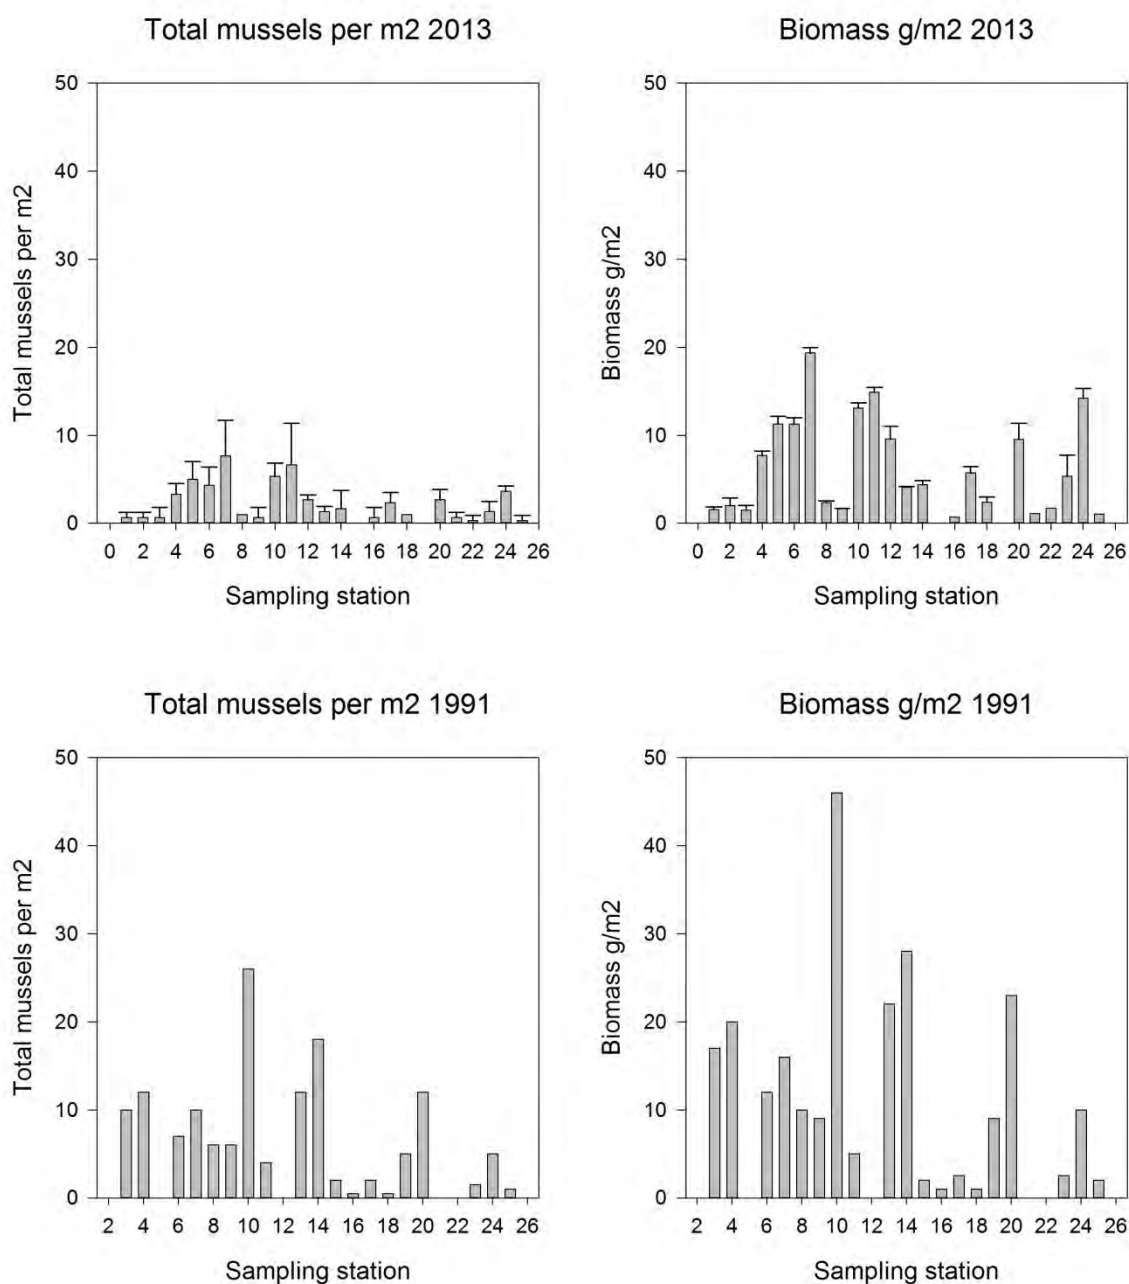 Total mussels per m2 2013
Total mussels per m2
50
40
30
20
10
0
0 2 4 6 8 10 12 14 16 18 20 22 24 26
Sampling station
Biomass g/m2 2013
Biomass g/m2
50
40
30
20
10
0
0 2 4 6 8 10 12 14 16 18 20 22 24 26
Sampling station
Total mussels per m2 1991
Total mussels per m2
50
40
30
20
10
0
2 4 6 8 10 12 14 16 18 20 22 24 26
Sampling station
Biomass g/m2 1991
Biomass g/m2
50
40
30
20
10
0
2 4 6 8 10 12 14 16 18 20 22 24 26
Sampling station